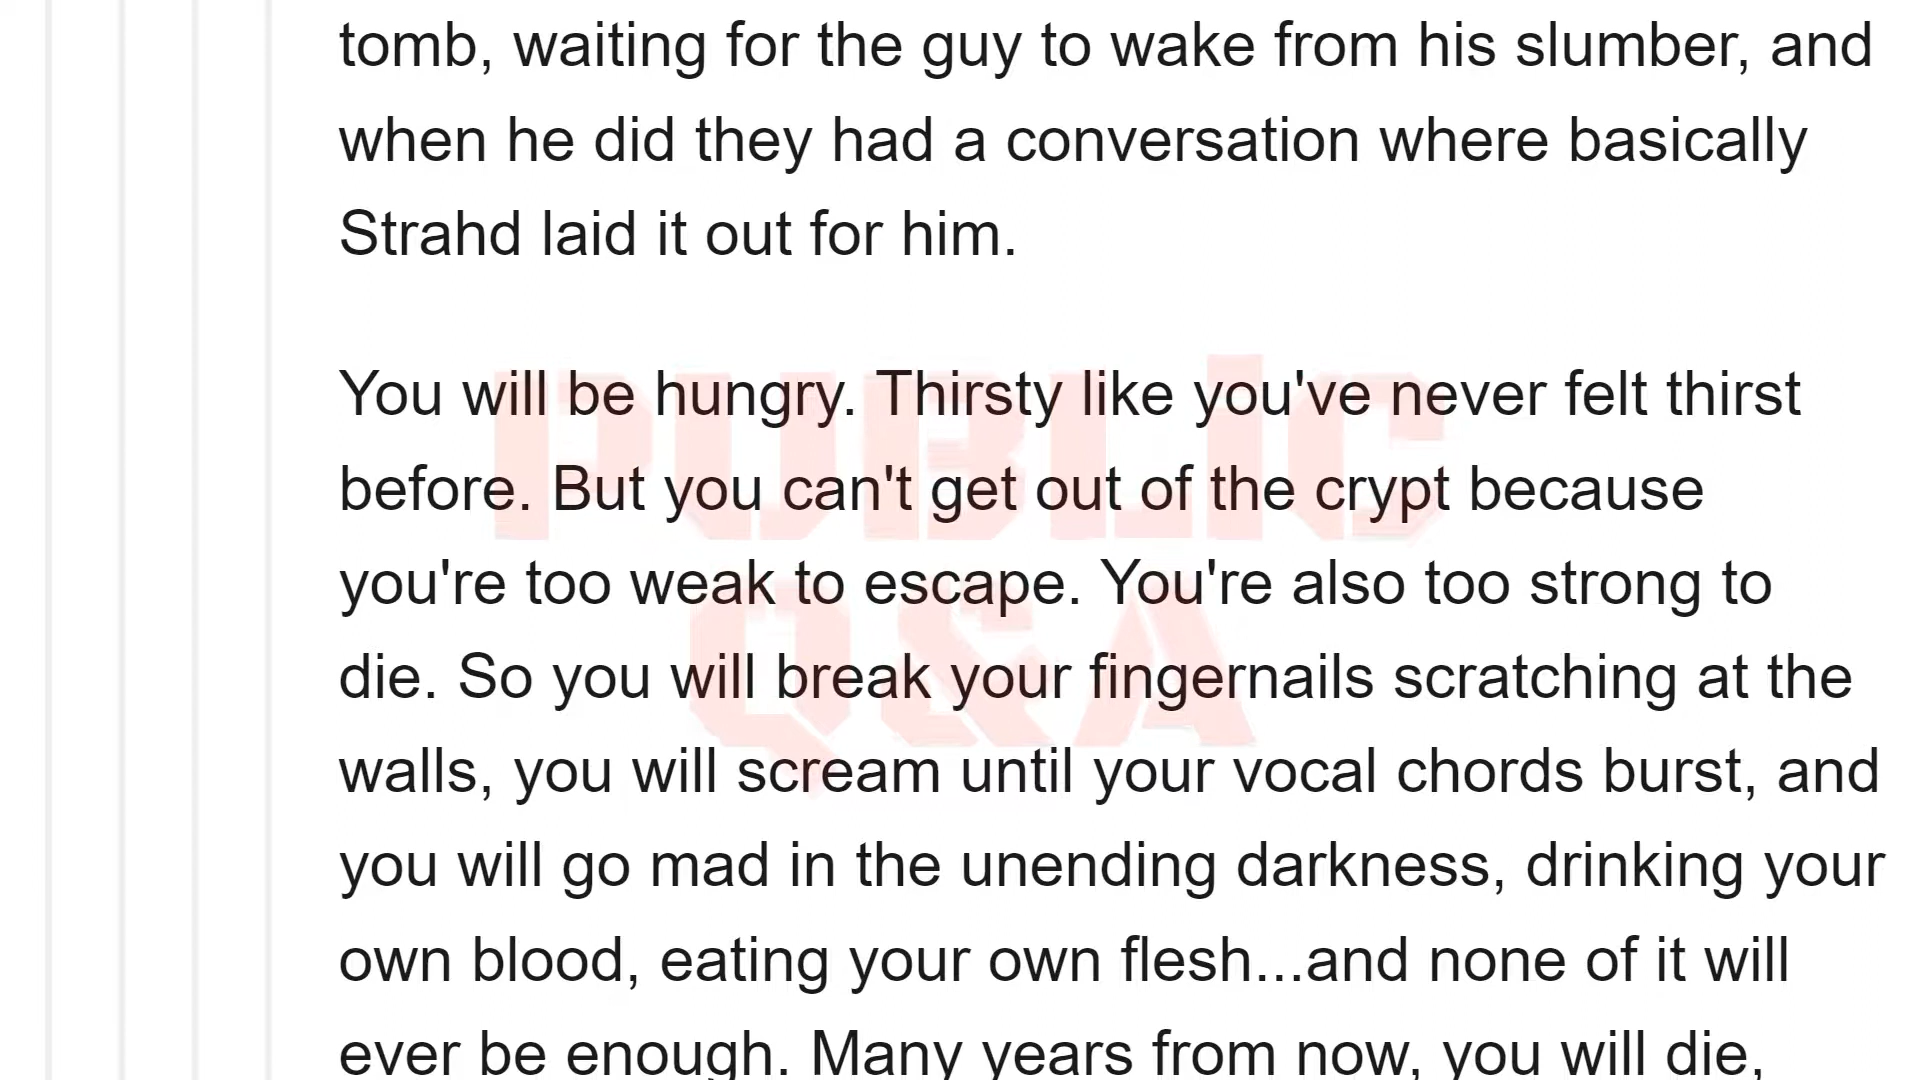 tomb, waiting for the guy to wake from his slumber, and
when he did they had a conversation where basically
Strahd laid it out for him.
You will be hungry. Thirsty like you've never felt thirst
before. But you can't get out of the crypt because
you're too weak to escape. You're also too strong to
die. So you will break your fingernails scratching at the
walls, you will scream until your vocal chords burst, and
you will go mad in the unending darkness, drinking your
own blood, eating your own flesh...and none of it will
ever be enough. Many years from now, you will die,
PUBLIC
Q&A